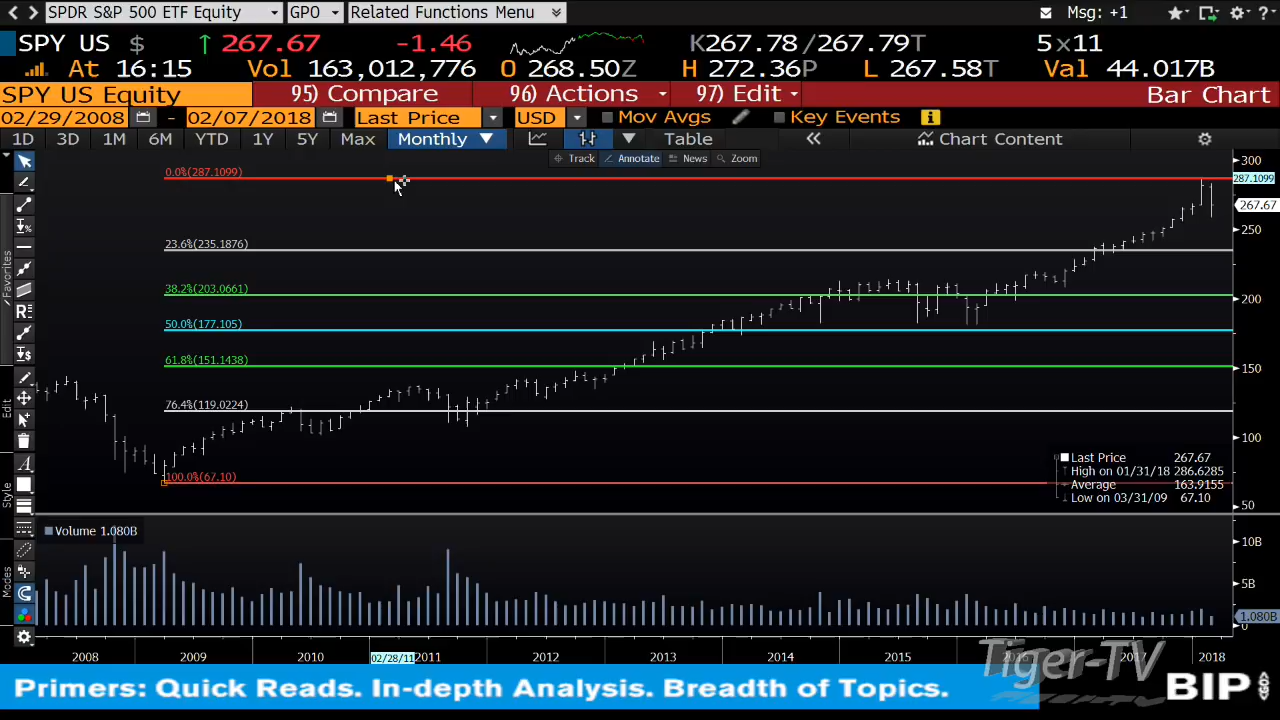 SPDR S&P 500 ETF Equity GPO Related Functions Menu Msg: +1
SPY US $ ↑ 267.67 -1.46 K267.78/267.79T 5x11
At 16:15 Vol 163,012,776 O 268.50Z H 272.36P L 267.58T Val 44.017B
SPY US Equity 95) Compare 96) Actions 97) Edit Bar Chart
02/29/2008 - 02/07/2018 Last Price USD Mov Avgs Key Events
1D 3D 1M 6M YTD 1Y 5Y Max Monthly ▼ Table « Chart Content
Track Annotate News Zoom
300
0.0%(287.1099)
287.1099
267.67
250
23.6%(235.1876)
200
38.2%(203.0661)
50.0%(177.105)
150
61.8%(151.1438)
76.4%(119.0224)
100
100.0%(67.10)
50
Last Price 267.67
High on 01/31/18 286.6285
Average 163.9155
Low on 03/31/09 67.10
Favorites
Edit
Style
Modes
Volume 1.080B
10B
5B
1.080B
0
2008 2009 2010 02/28/11 2011 2012 2013 2014 2015 2016 2017 2018
Tiger-TV
Primers: Quick Reads. In-depth Analysis. Breadth of Topics.
BIP GO